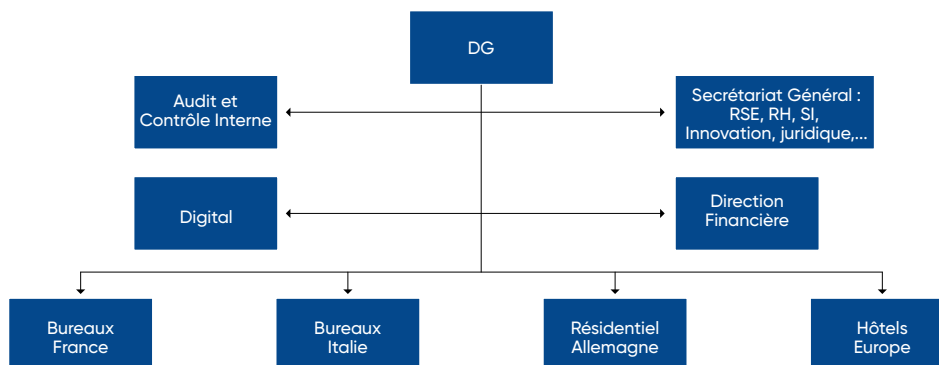 DG
Audit et
Contrôle Interne
Secrétariat Général :
RSE, RH, SI,
Innovation, juridique,...
Digital
Direction
Financière
Bureaux
France
Bureaux
Italie
Résidentiel
Allemagne
Hôtels
Europe